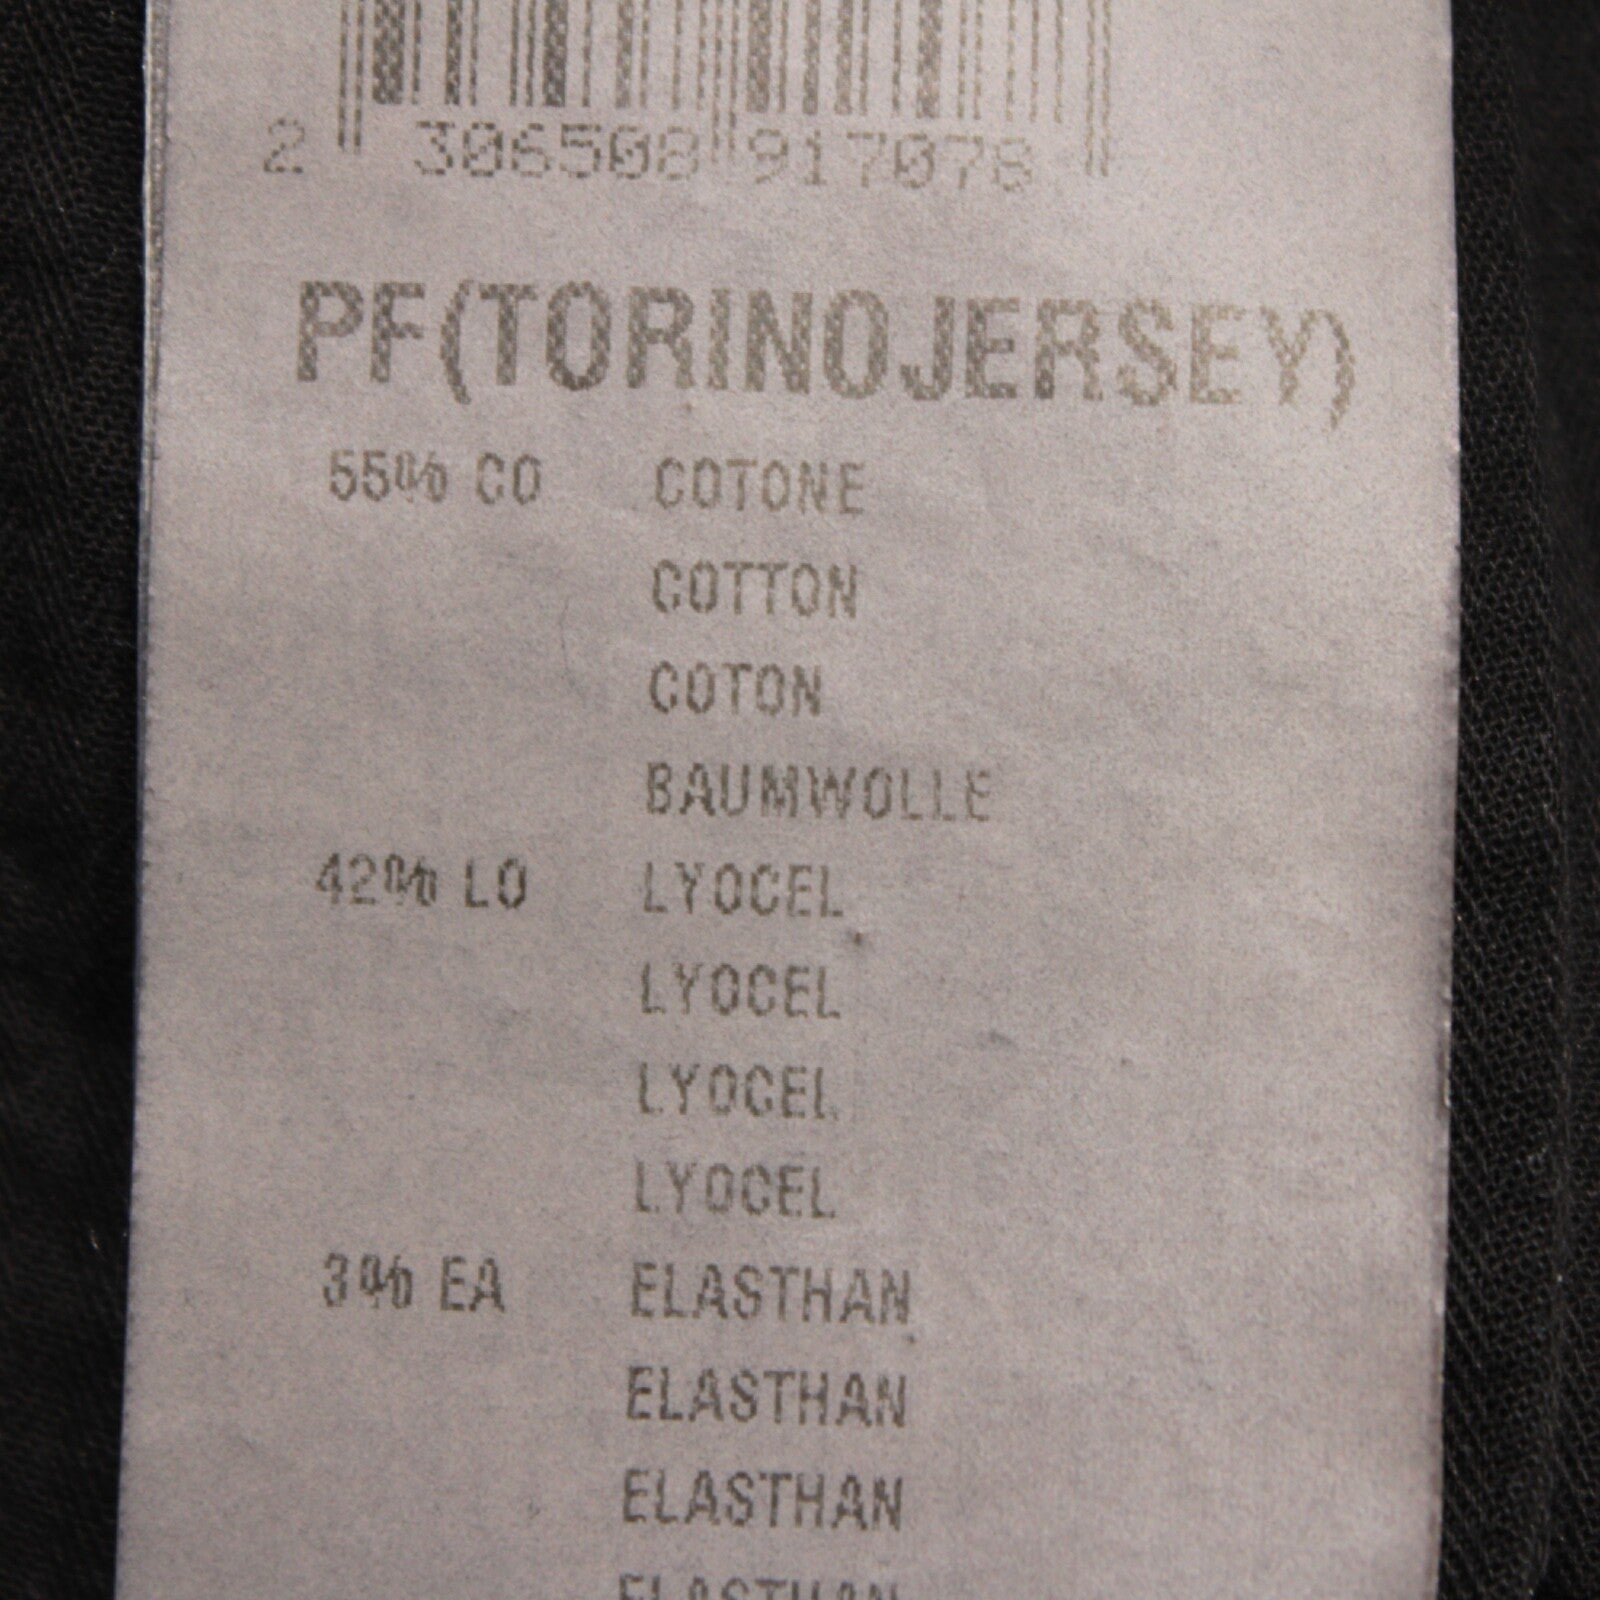 2 306508 917078
PF(TORINOJERSEY)
55% CO COTONE
COTTON
COTON
BAUMWOLLE
42% LO LYOCEL
LYOCEL
LYOCEL
LYOCEL
3% EA ELASTHAN
ELASTHAN
ELASTHAN
ELASTHAN